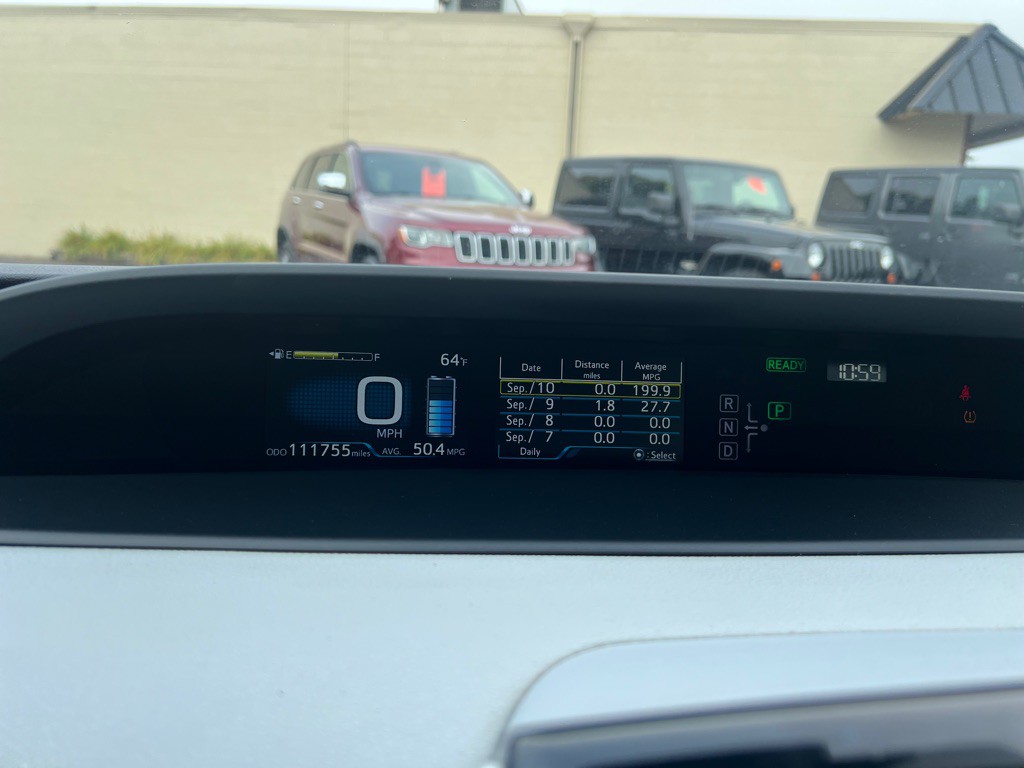 E F
64°F
0
MPH
ODO 111755 miles AVG. 50.4 MPG
Date Distance miles Average MPG
Sep./10 0.0 199.9
Sep./ 9 1.8 27.7
Sep./ 8 0.0 0.0
Sep./ 7 0.0 0.0
Daily : Select
READY
10:59
R
N
D
P